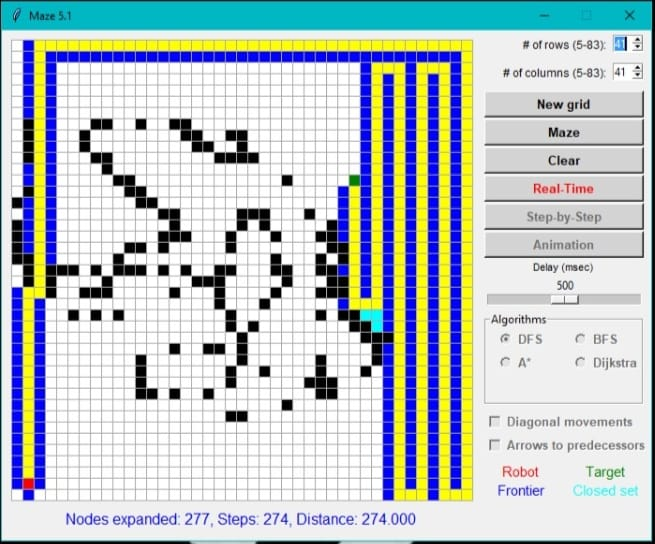 Maze 5.1
# of rows (5-83): 41
# of columns (5-83): 41
New grid
Maze
Clear
Real-Time
Step-by-Step
Animation
Delay (msec)
500
Algorithms
DFS BFS
A* Dijkstra
Diagonal movements
Arrows to predecessors
Robot Target
Frontier Closed set
Nodes expanded: 277, Steps: 274, Distance: 274.000